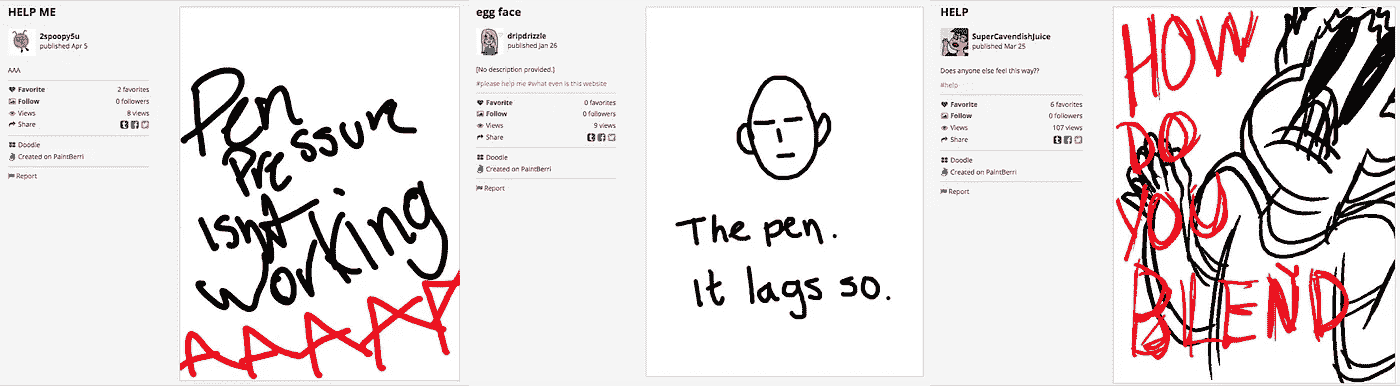 HELP ME
2spoopy5u
published Apr 5
AAA
Favorite 2 favorites
Follow 0 followers
Views 8 views
Share
Doodle
Created on PaintBerri
Report
Pen
Pressure
isn't
working
AAAAA
egg face
dripdrizzle
published Jan 26
[No description provided.]
#please help me #what even is this website
Favorite 0 favorites
Follow 0 followers
Views 9 views
Share
Doodle
Created on PaintBerri
Report
The pen.
It lags so.
HELP
SuperCavendishJuice
published Mar 25
Does anyone else feel this way??
#help
Favorite 6 favorites
Follow 0 followers
Views 107 views
Share
Doodle
Created on PaintBerri
Report
HOW
DO
YOU
BLEND